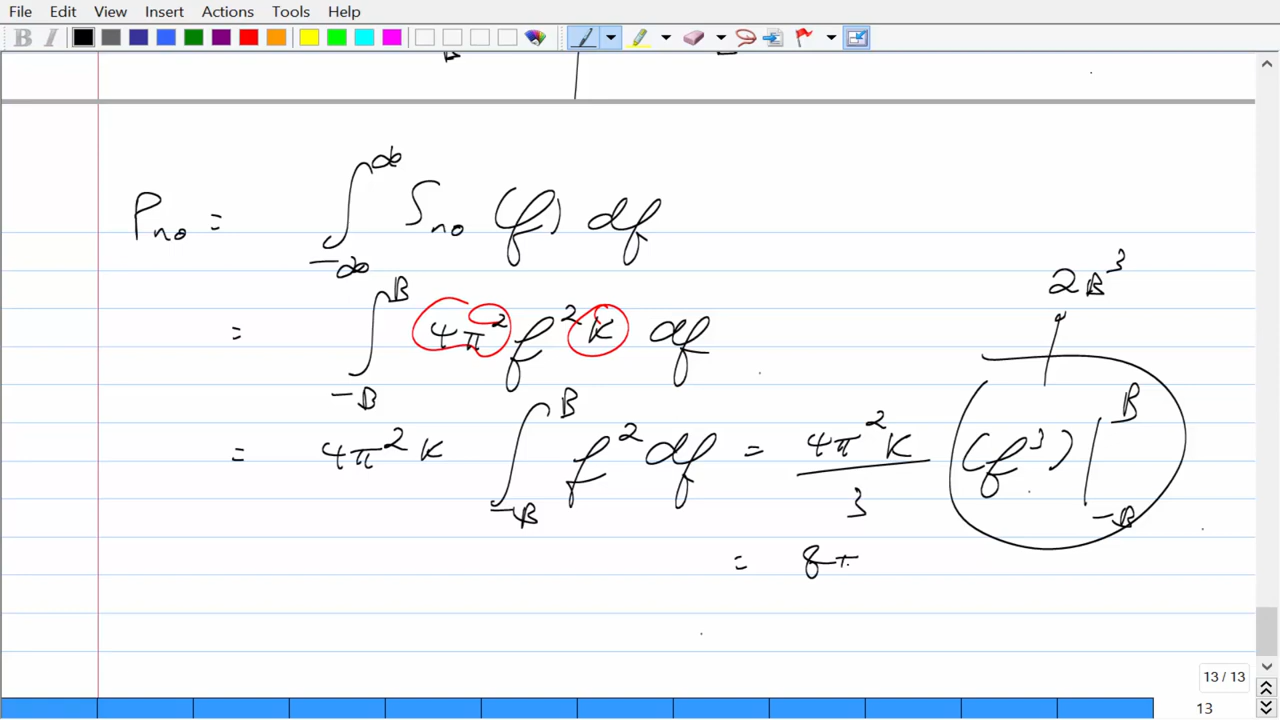 File Edit View Insert Actions Tools Help
B I
B
P_no = ∫_{-∞}^{∞} S_no (f) df
= ∫_{-B}^{B} 4π² f² K df
2B³
= 4π² K ∫_{-B}^{B} f² df = 4π² K / 3 (f³) |_{-B}^{B}
= 8π
13 / 13
13